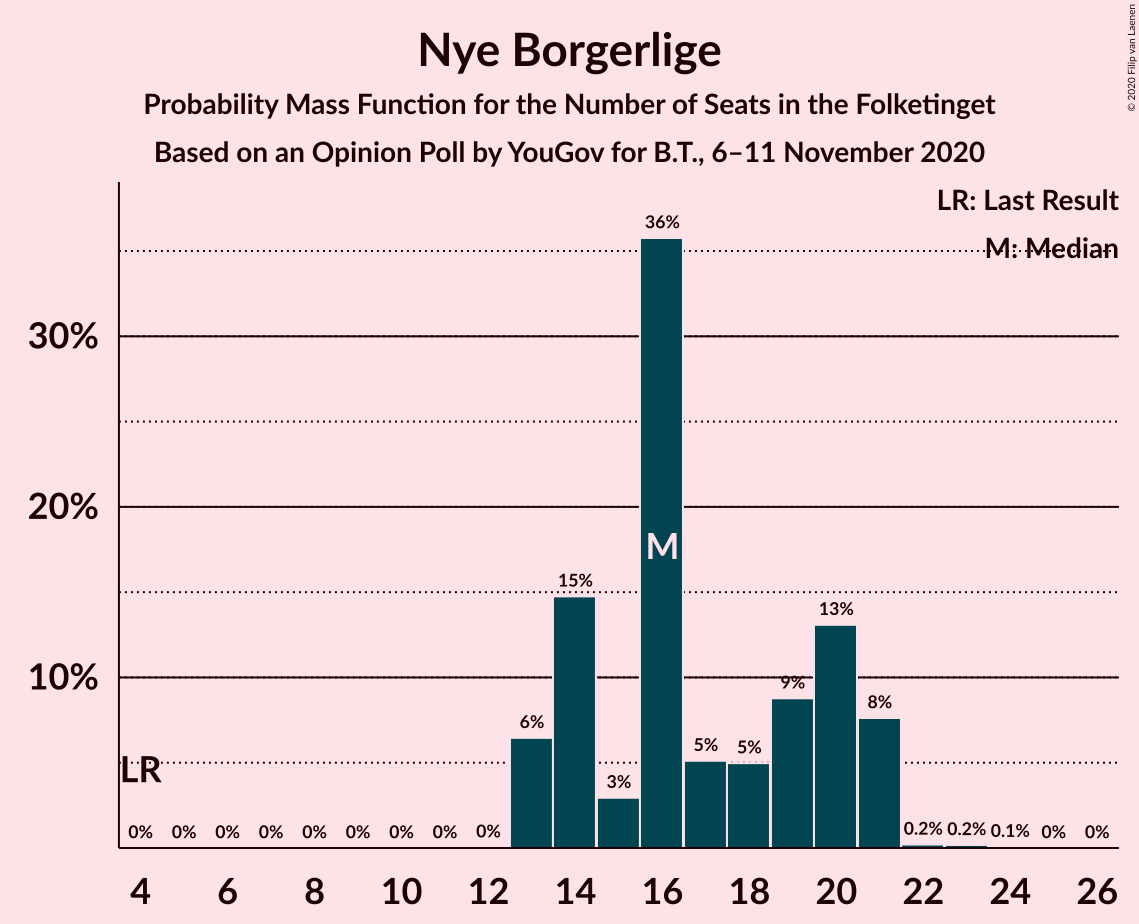 Nye Borgerlige
Probability Mass Function for the Number of Seats in the Folketinget
Based on an Opinion Poll by YouGov for B.T., 6–11 November 2020
© 2020 Filip van Laenen
LR: Last Result
M: Median
36%
30%
20%
M
15%
13%
10%
9%
8%
6%
5%
5%
LR
3%
0% 0% 0% 0% 0% 0% 0% 0% 0% 0.2% 0.2% 0.1% 0% 0%
4 6 8 10 12 14 16 18 20 22 24 26